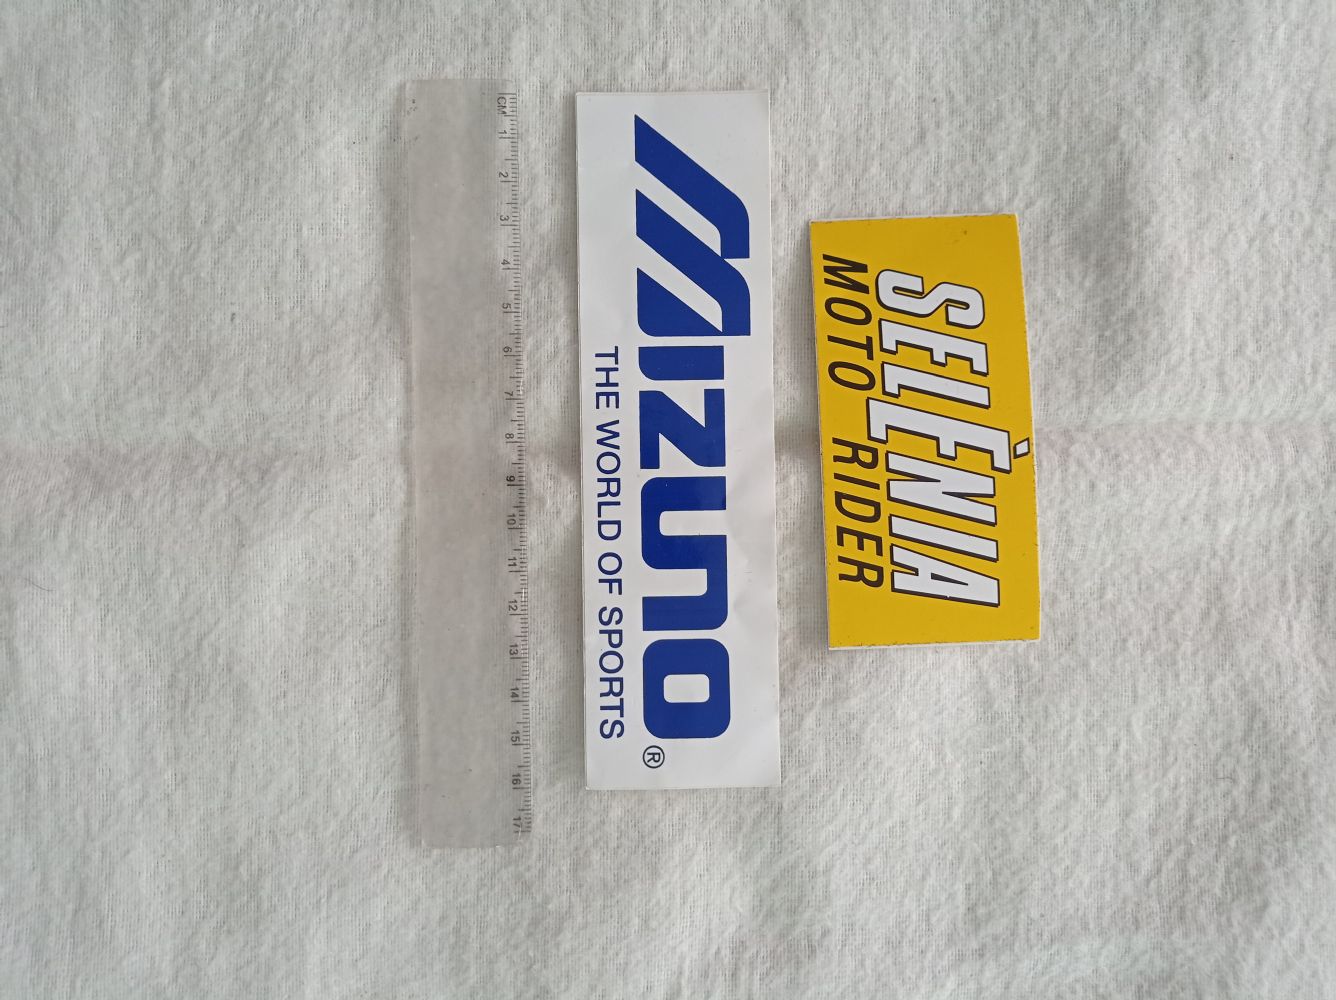 CM 1 2 3 4 5 6 7 8 9 10 11 12 13 14 15 16 17
Mizuno®
THE WORLD OF SPORTS
SELÈNIA
MOTO RIDER